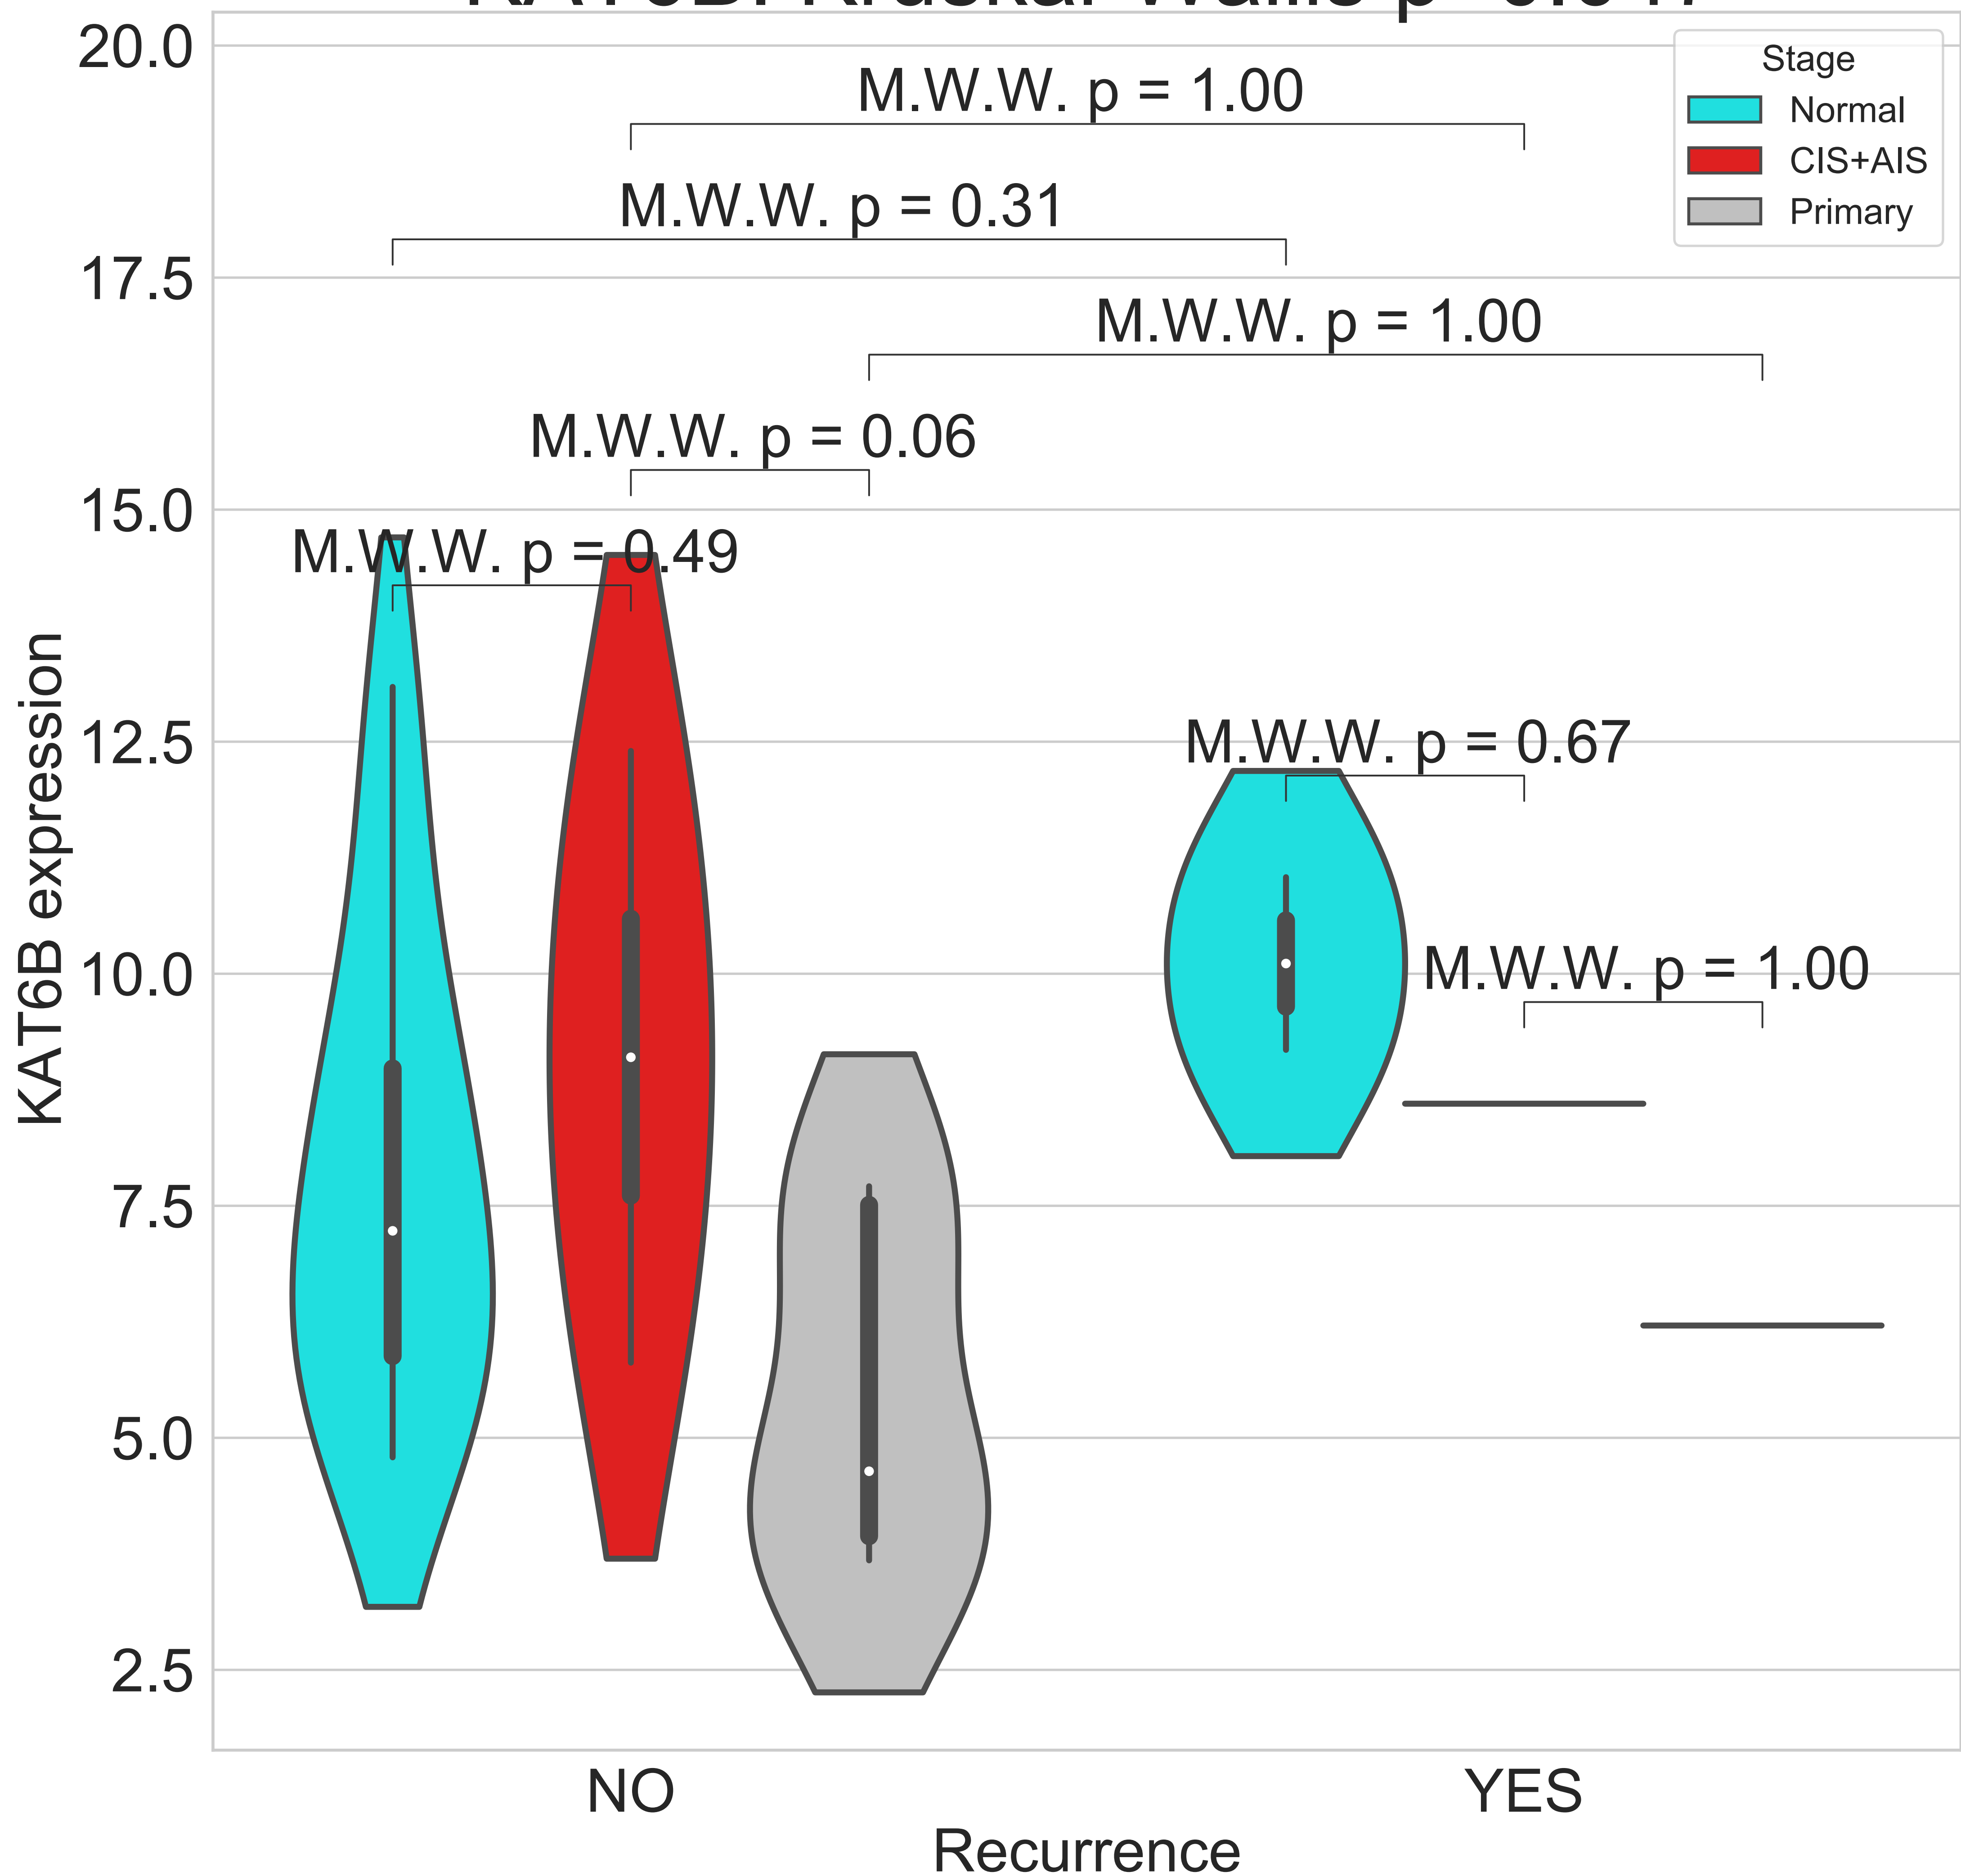 20.0
17.5
15.0
12.5
10.0
7.5
5.0
2.5
KAT6B expression
M.W.W. p = 1.00
M.W.W. p = 0.31
M.W.W. p = 1.00
M.W.W. p = 0.06
M.W.W. p = 0.49
M.W.W. p = 0.67
M.W.W. p = 1.00
Stage
Normal
CIS+AIS
Primary
NO
YES
Recurrence